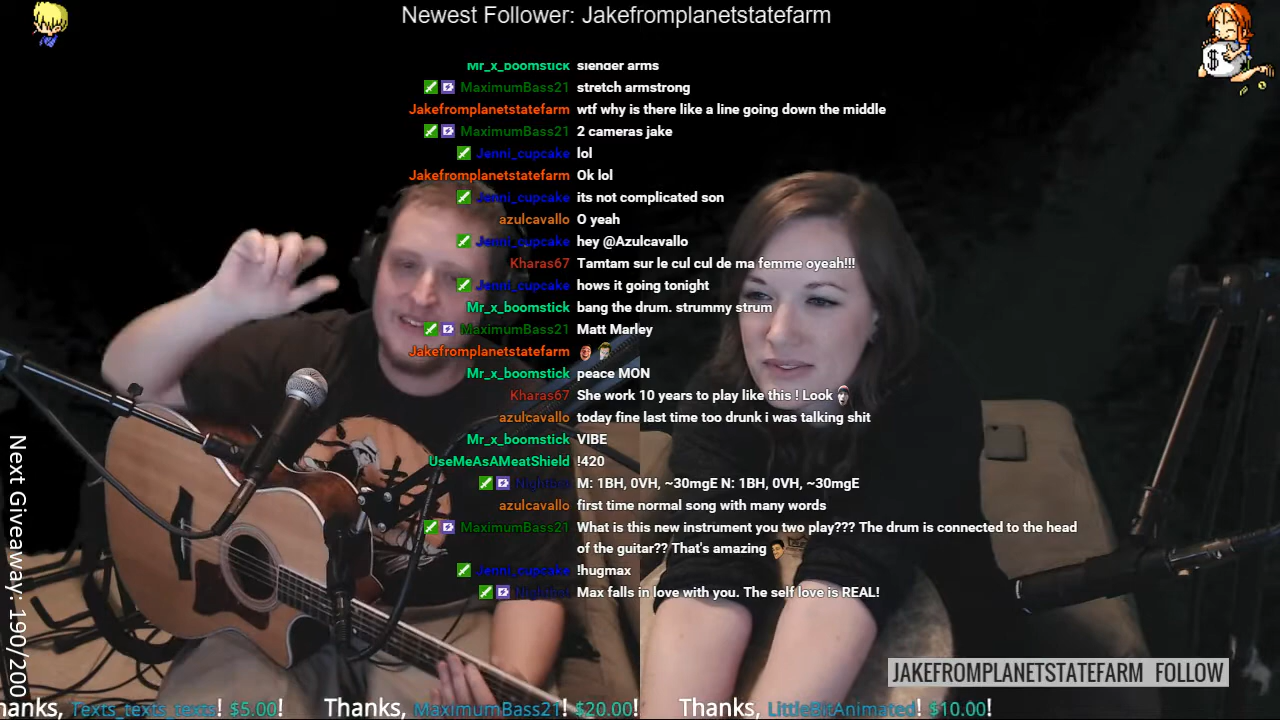 Newest Follower: Jakefromplanetstatefarm
Mr_x_boomstick slender arms
MaximumBass21 stretch armstrong
Jakefromplanetstatefarm wtf why is there like a line going down the middle
MaximumBass21 2 cameras jake
Jenni_cupcake lol
Jakefromplanetstatefarm Ok lol
Jenni_cupcake its not complicated son
azulcavallo O yeah
Jenni_cupcake hey @Azulcavallo
Kharas67 Tamtam sur le cul cul de ma femme oyeah!!!
Jenni_cupcake hows it going tonight
Mr_x_boomstick bang the drum. strummy strum
MaximumBass21 Matt Marley
Jakefromplanetstatefarm
Mr_x_boomstick peace MON
Kharas67 She work 10 years to play like this ! Look
azulcavallo today fine last time too drunk i was talking shit
Mr_x_boomstick VIBE
UseMeAsAMeatShield !420
Nightbot M: 1BH, 0VH, ~30mgE N: 1BH, 0VH, ~30mgE
azulcavallo first time normal song with many words
MaximumBass21 What is this new instrument you two play??? The drum is connected to the head
of the guitar?? That's amazing
Jenni_cupcake !hugmax
Nightbot Max falls in love with you. The self love is REAL!
Next Giveaway: 190/200
JAKEFROMPLANETSTATEFARM FOLLOW
hanks, Texts_texts_texts! $5.00! Thanks, MaximumBass21! $20.00! Thanks, LittleBitAnimated! $10.00!